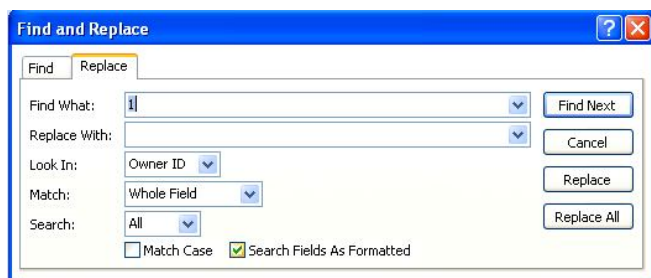 Find and Replace
Find Replace
Find What: 1 Find Next
Replace With: Cancel
Look In: Owner ID
Match: Whole Field Replace
Search: All Replace All
Match Case Search Fields As Formatted